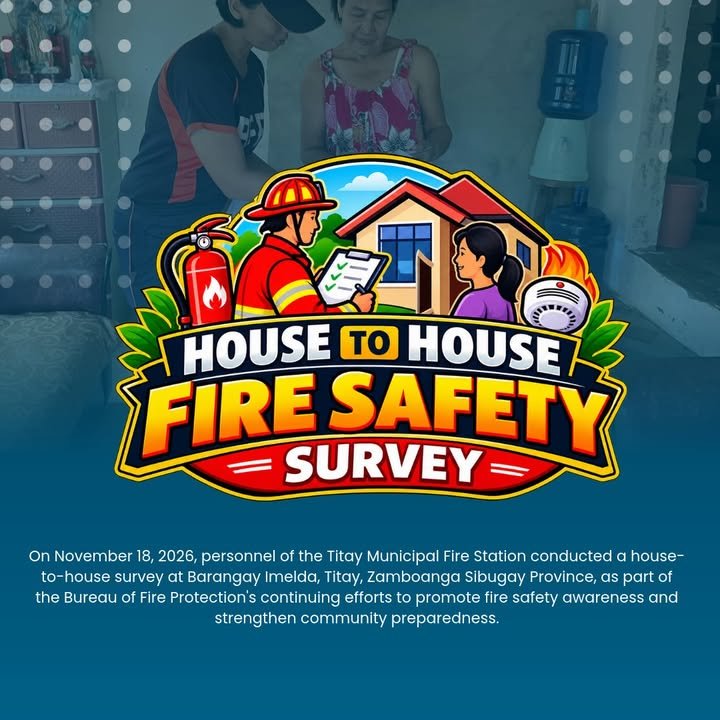 HOUSE TO HOUSE
FIRE SAFETY
SURVEY
On November 18, 2026, personnel of the Titay Municipal Fire Station conducted a house-
to-house survey at Barangay Imelda, Titay, Zamboanga Sibugay Province, as part of
the Bureau of Fire Protection's continuing efforts to promote fire safety awareness and
strengthen community preparedness.